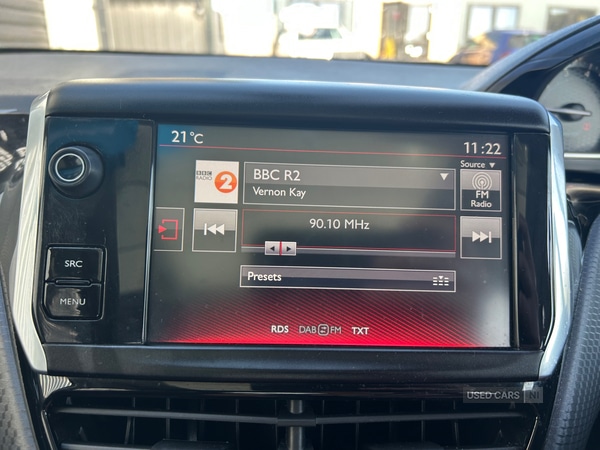 21°C
11:22
Source ▼
BBC
RADIO 2
BBC R2
Vernon Kay
FM
Radio
90.10 MHz
Presets
RDS DAB FM TXT
SRC
MENU
USED CARS NI